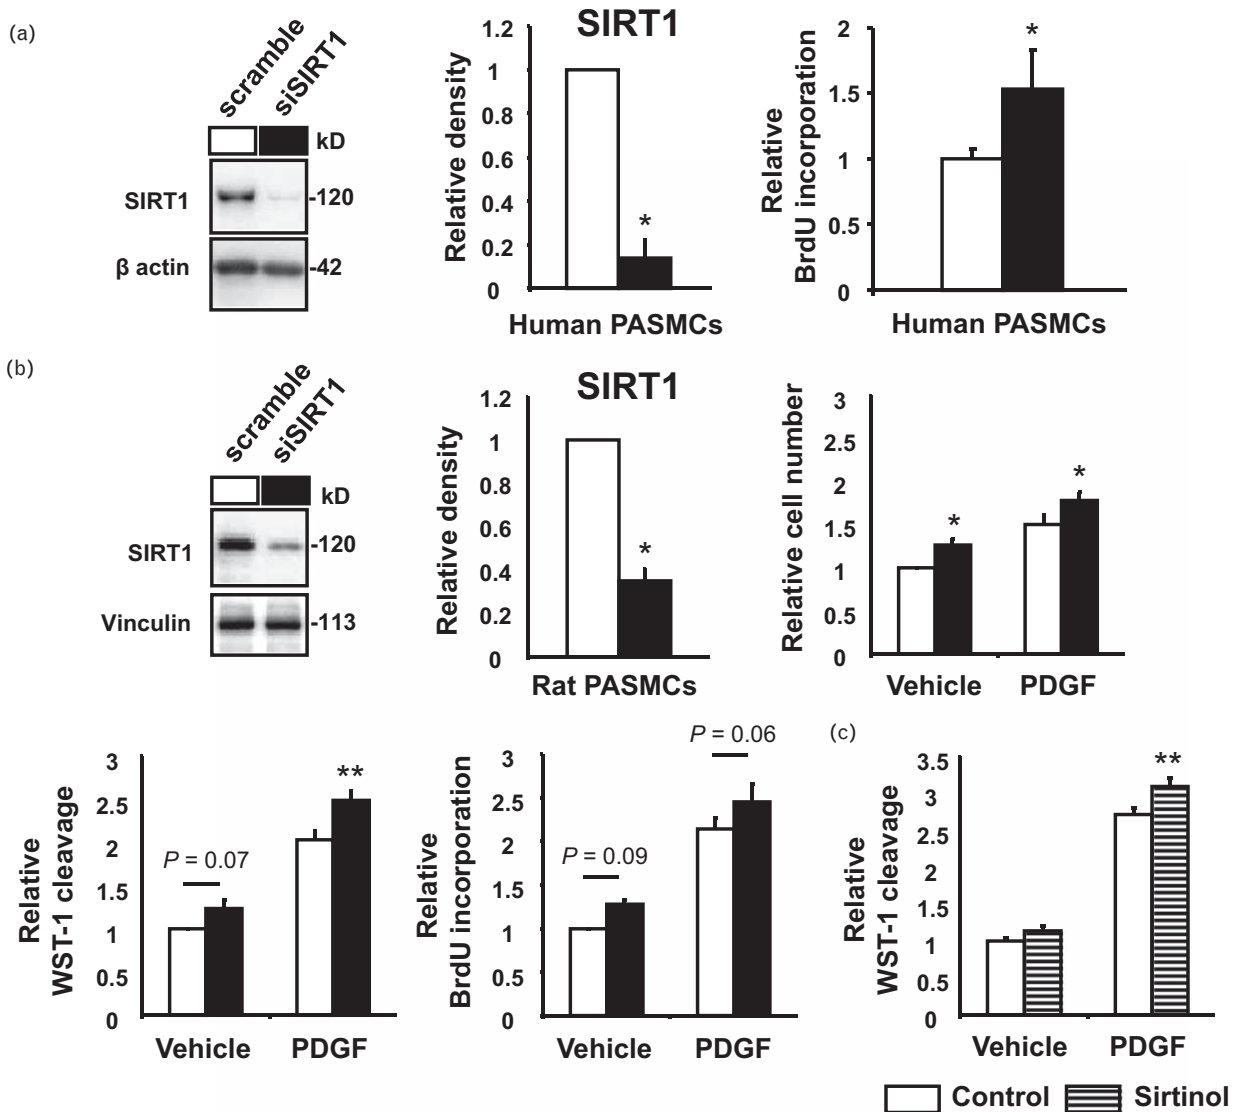 (a)
scramble
siSIRT1
kD
SIRT1
-120
β actin
-42
SIRT1
Relative density
1.2
1
0.8
0.6
0.4
0.2
0
*
Human PASMCs
Relative
BrdU incorporation
2
1.5
1
0.5
0
*
Human PASMCs
(b)
scramble
siSIRT1
kD
SIRT1
-120
Vinculin
-113
SIRT1
Relative density
1.2
1
0.8
0.6
0.4
0.2
0
*
Rat PASMCs
Relative cell number
3
2.5
2
1.5
1
0.5
0
*
*
Vehicle
PDGF
Relative
WST-1 cleavage
3
2.5
2
1.5
1
0.5
0
P = 0.07
**
Vehicle
PDGF
Relative
BrdU incorporation
3
2.5
2
1.5
1
0.5
0
P = 0.09
P = 0.06
Vehicle
PDGF
(c)
Relative
WST-1 cleavage
3.5
3
2.5
2
1.5
1
0.5
0
**
Vehicle
PDGF
Control
Sirtinol